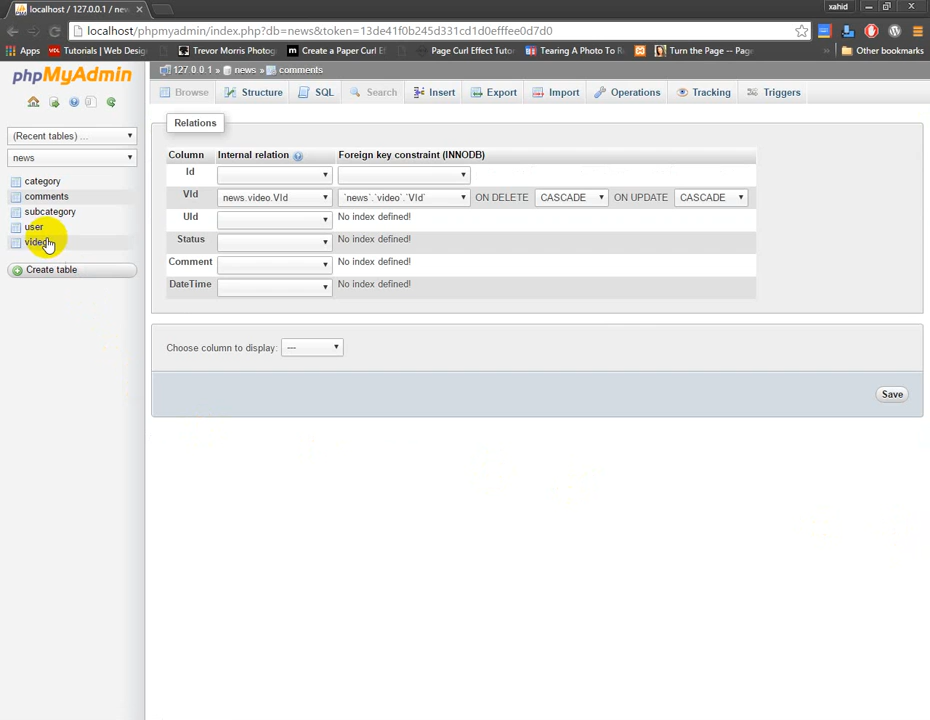 localhost / 127.0.0.1 / new
xahid
localhost/phpmyadmin/index.php?db=news&token=13de41f0b245d331cd1d0efffee0d7d0
Apps
VOL Tutorials | Web Desig
Trevor Morris Photog
m Create a Paper Curl E
Page Curl Effect Tuto
Tearing A Photo To R
Turn the Page -- Pag
» Other bookmarks
phpMyAdmin
127.0.0.1 » news » comments
Browse Structure SQL Search Insert Export Import Operations Tracking Triggers
(Recent tables) ...
news
category
comments
subcategory
user
video
Create table
Relations
Column Internal relation Foreign key constraint (INNODB)
Id
VId news.video.VId `news`.`video`.`VId` ON DELETE CASCADE ON UPDATE CASCADE
UId No index defined!
Status No index defined!
Comment No index defined!
DateTime No index defined!
Choose column to display: ---
Save